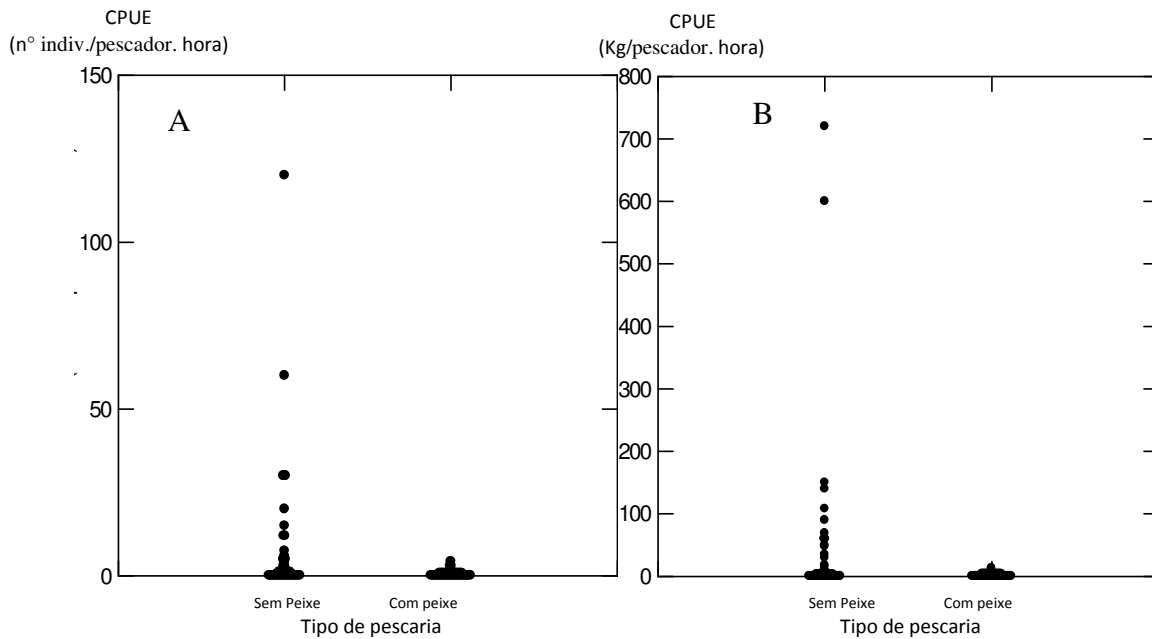 CPUE
(n° indiv./pescador. hora)
150
A
100
50
0
Sem Peixe
Com peixe
Tipo de pescaria
CPUE
(Kg/pescador. hora)
800
B
700
600
500
400
300
200
100
0
Sem Peixe
Com peixe
Tipo de pescaria